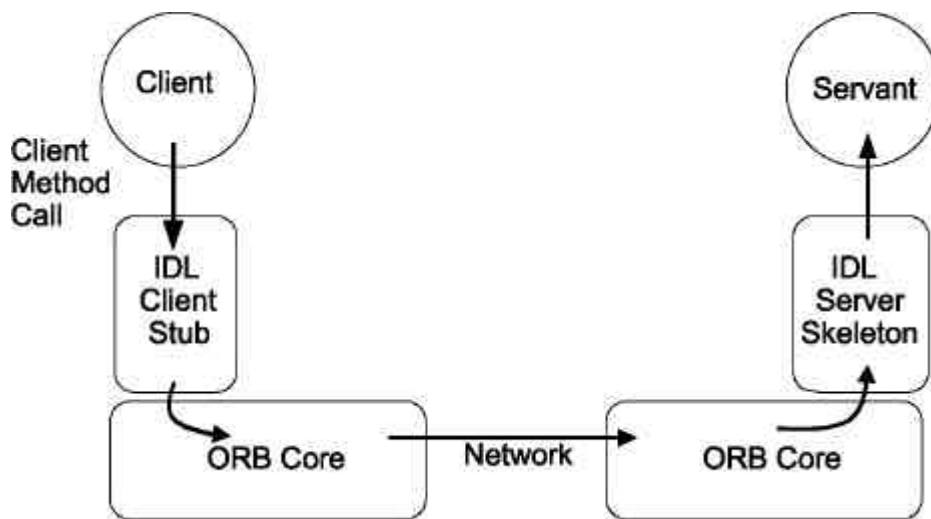 Client
Servant
Client
Method
Call
IDL
Client
Stub
IDL
Server
Skeleton
ORB Core
Network
ORB Core